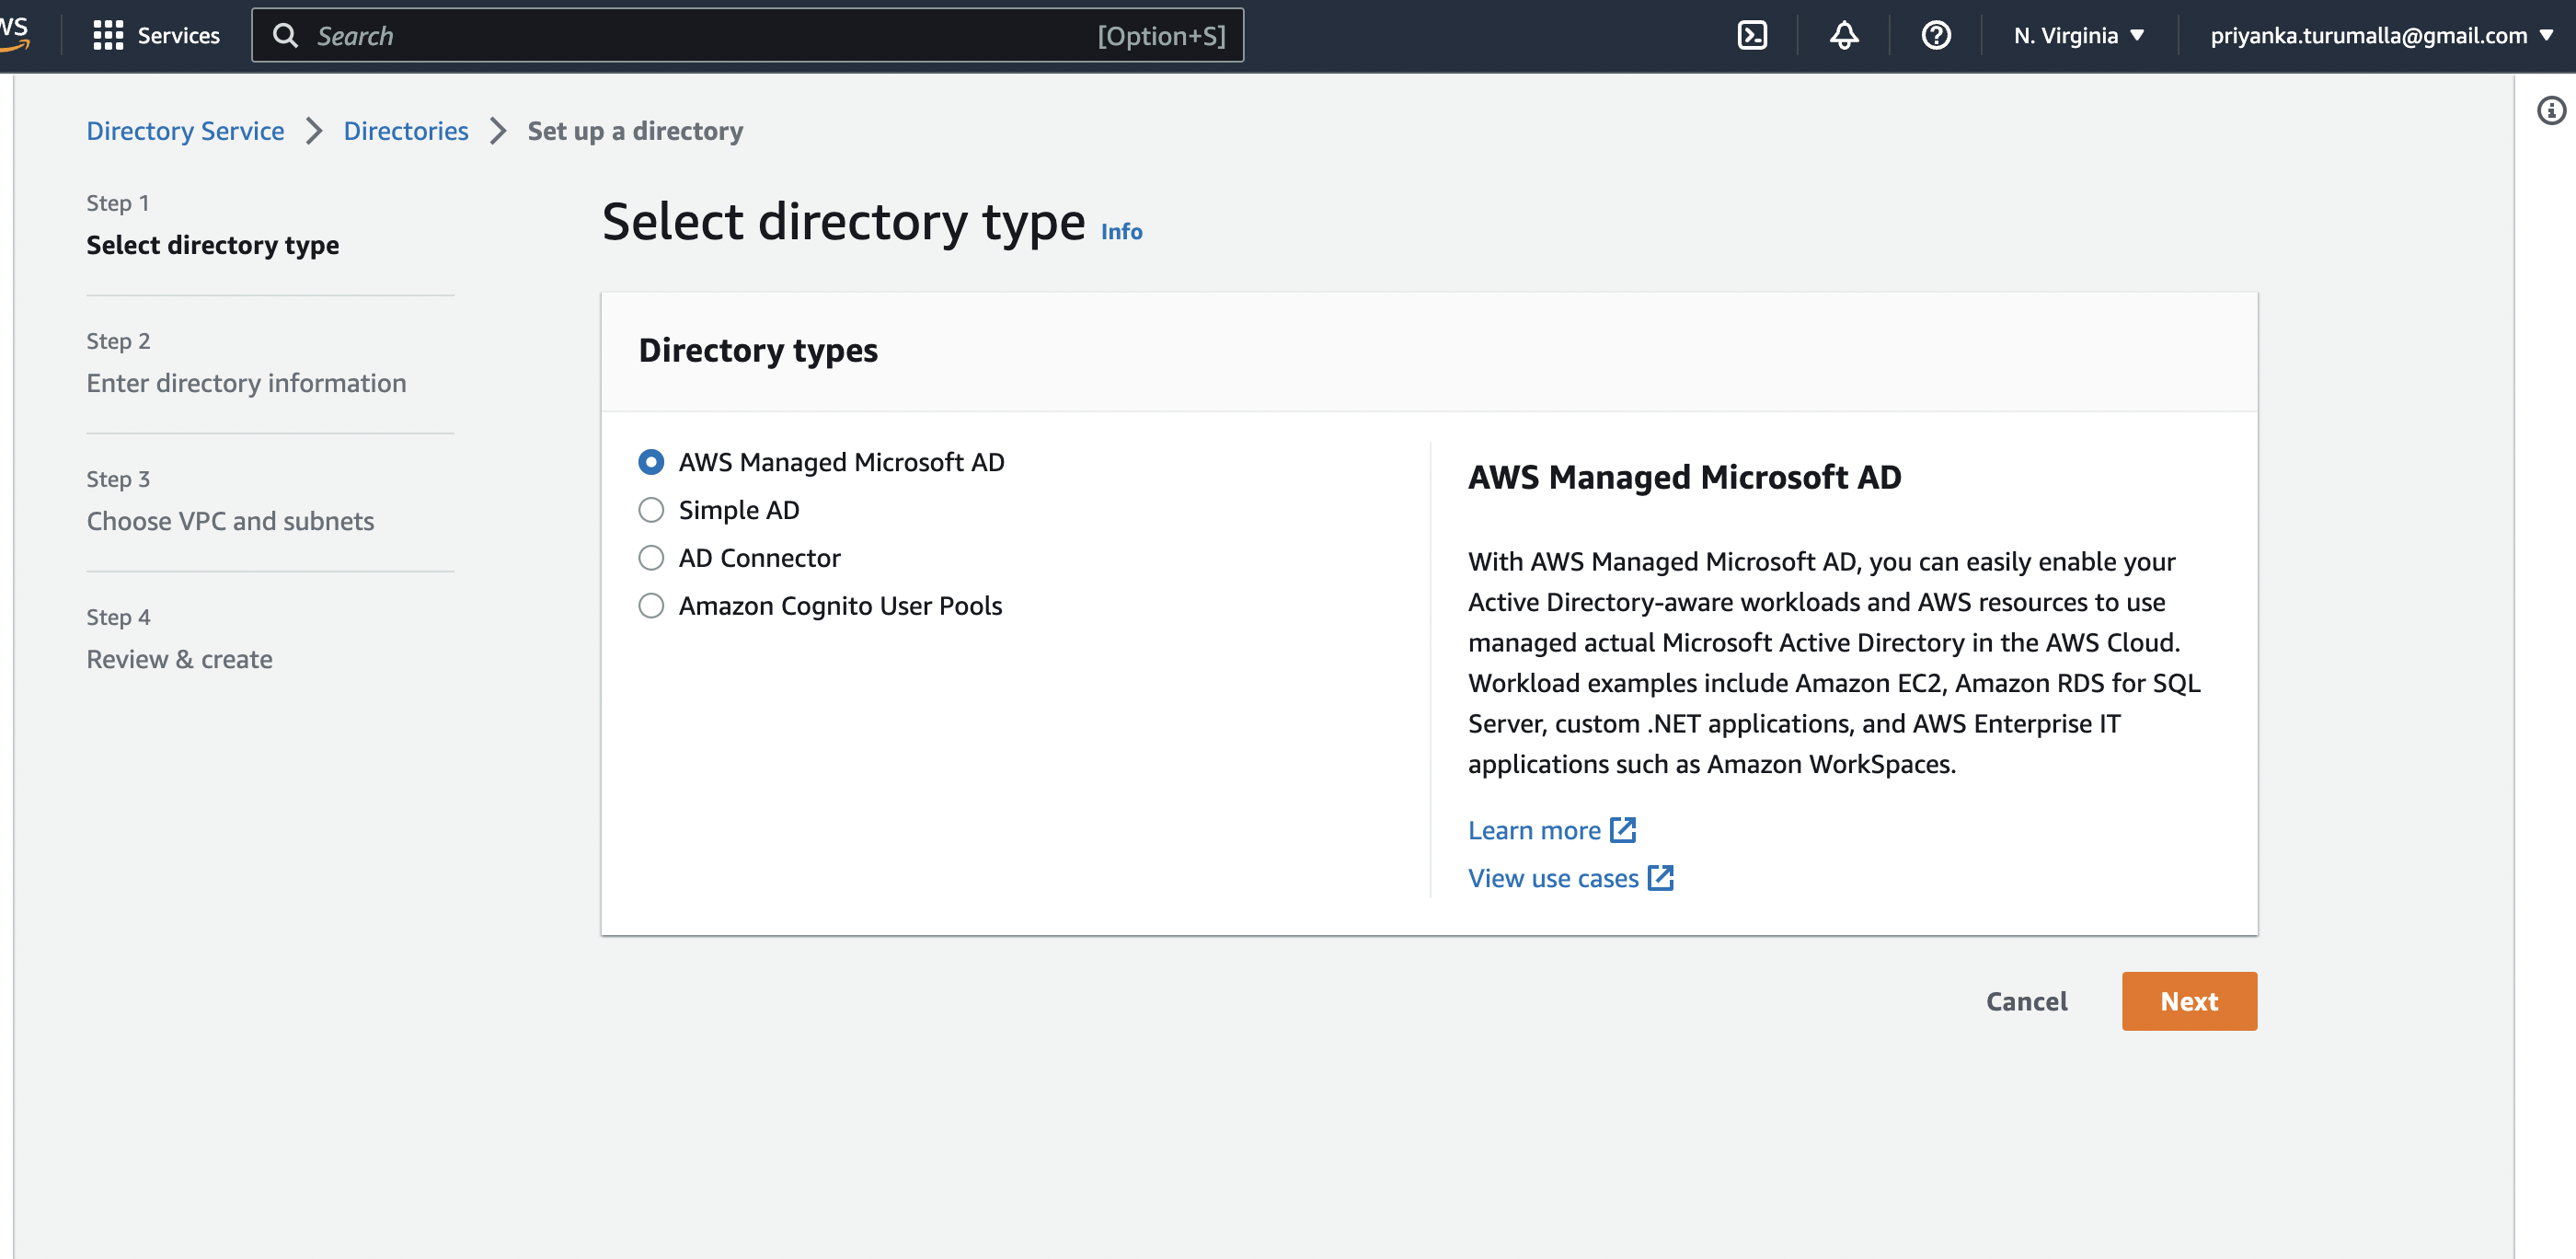 Services
Search
[Option+S]
N. Virginia
priyanka.turumalla@gmail.com
Directory Service
Directories
Set up a directory
Step 1
Select directory type
Step 2
Enter directory information
Step 3
Choose VPC and subnets
Step 4
Review & create
Select directory type Info
Directory types
AWS Managed Microsoft AD
Simple AD
AD Connector
Amazon Cognito User Pools
AWS Managed Microsoft AD
With AWS Managed Microsoft AD, you can easily enable your
Active Directory-aware workloads and AWS resources to use
managed actual Microsoft Active Directory in the AWS Cloud.
Workload examples include Amazon EC2, Amazon RDS for SQL
Server, custom .NET applications, and AWS Enterprise IT
applications such as Amazon WorkSpaces.
Learn more
View use cases
Cancel
Next